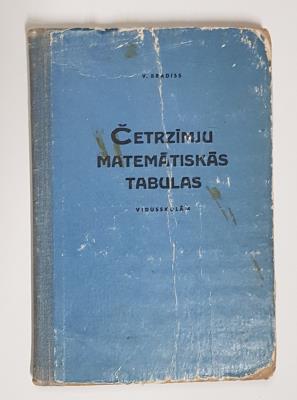 V. BRADISS
ČETRZĪMJU
MATEMĀTISKĀS
TABULAS
VIDUSSKOLĀM